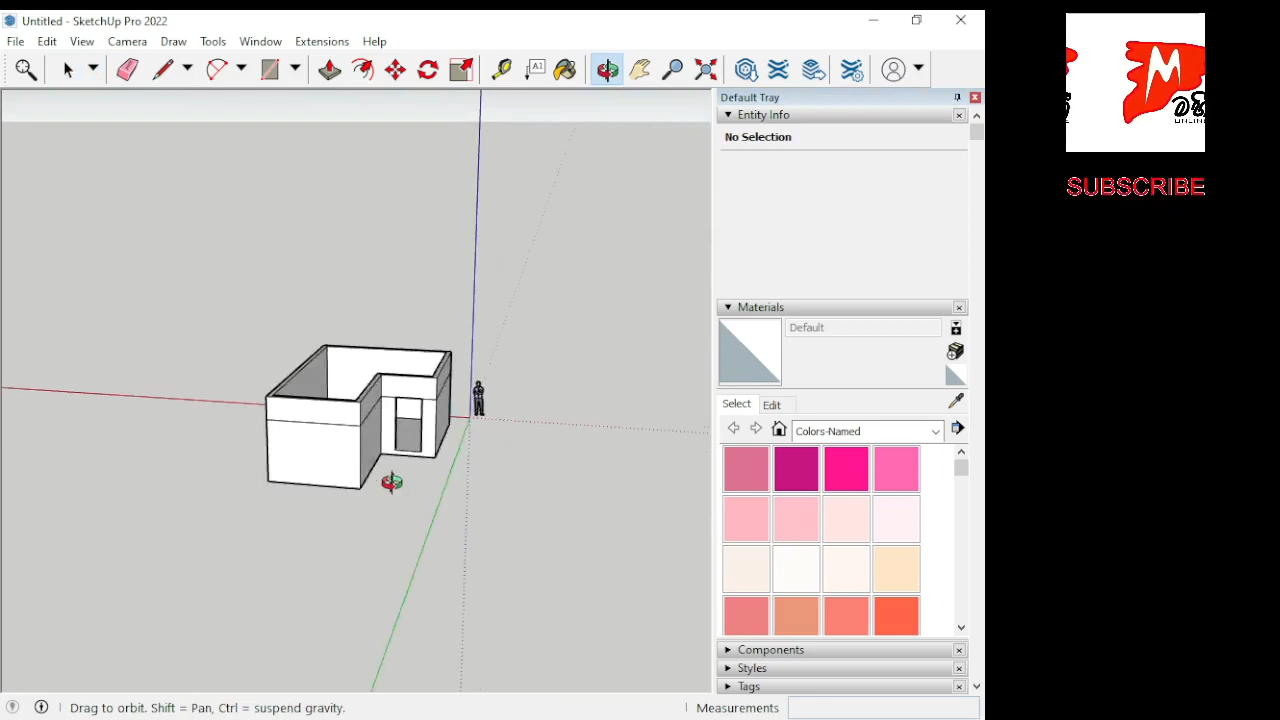 Untitled - SketchUp Pro 2022
File Edit View Camera Draw Tools Window Extensions Help
A1
Default Tray
Entity Info
No Selection
Materials
Default
Select Edit
Colors-Named
Components
Styles
Tags
Drag to orbit. Shift = Pan, Ctrl = suspend gravity.
Measurements
M
SUBSCRIBE